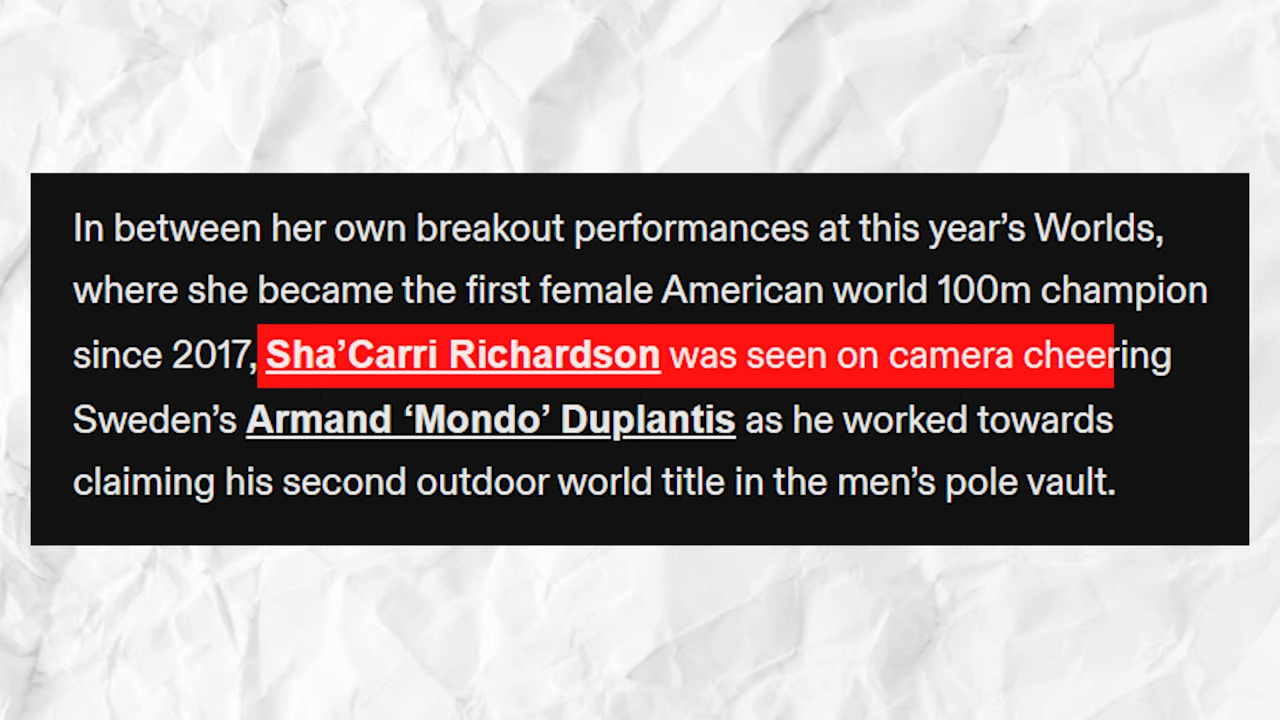 In between her own breakout performances at this year’s Worlds,
where she became the first female American world 100m champion
since 2017, Sha’Carri Richardson was seen on camera cheering
Sweden’s Armand ‘Mondo’ Duplantis as he worked towards
claiming his second outdoor world title in the men’s pole vault.